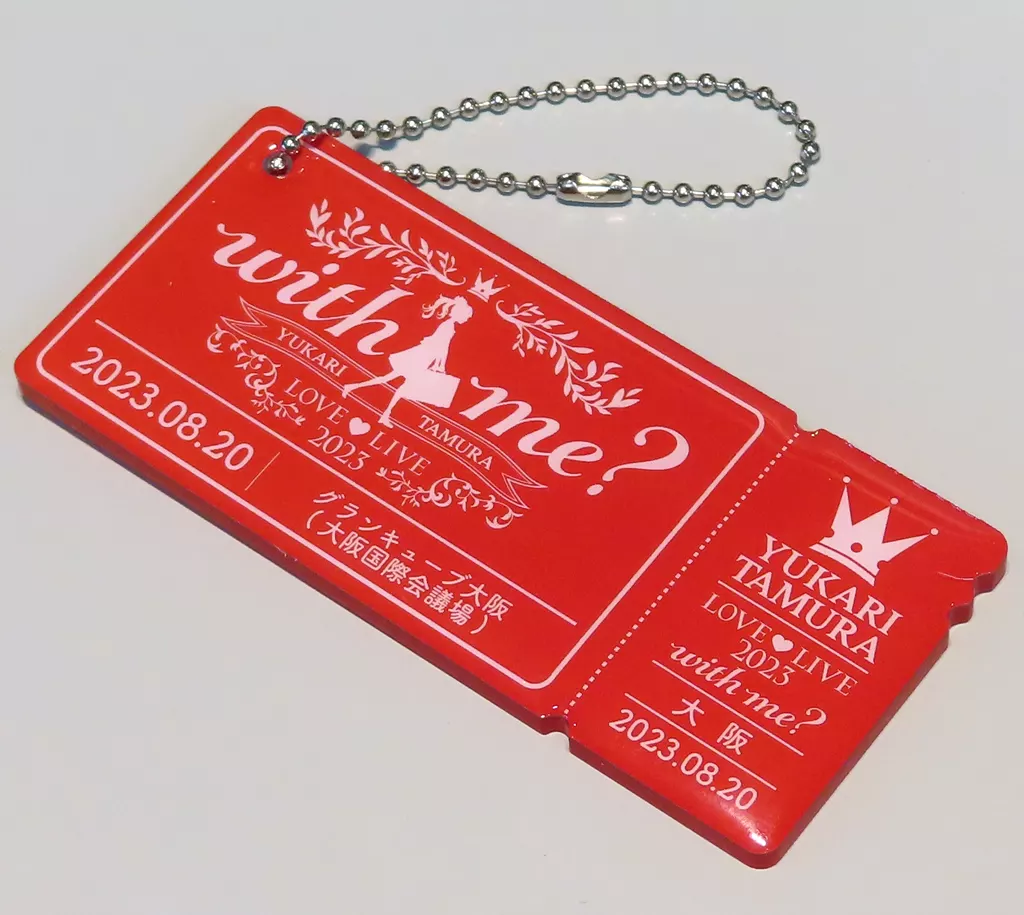 with me?
YUKARI TAMURA
LOVE♥LIVE
2023
2023.08.20
グランキューブ大阪
(大阪国際会議場)
YUKARI
TAMURA
LOVE♥LIVE
2023
with me?
大阪
2023.08.20